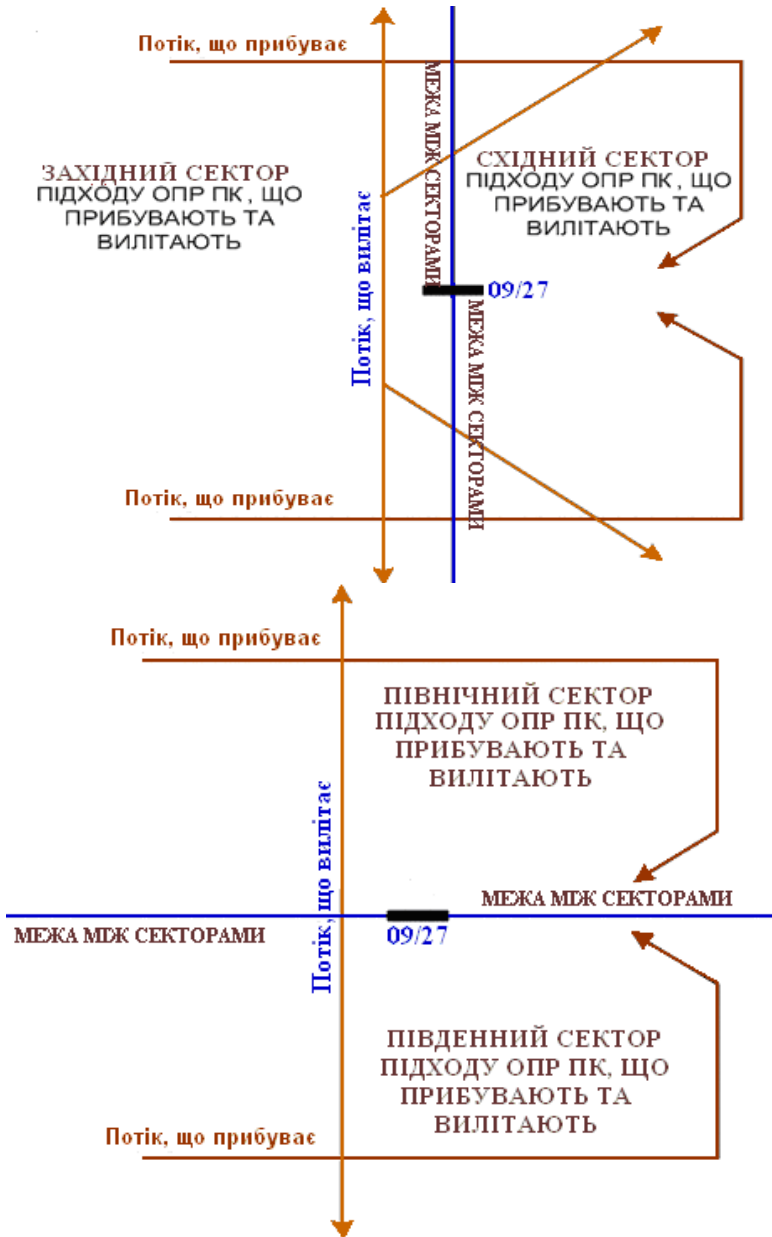 Потік, що прибуває
МЕЖА МІЖ СЕКТОРАМИ
ЗАХІДНИЙ СЕКТОР
ПІДХОДУ ОПР ПК , ЩО
ПРИБУВАЮТЬ ТА
ВИЛІТАЮТЬ
СХІДНИЙ СЕКТОР
ПІДХОДУ ОПР ПК , ЩО
ПРИБУВАЮТЬ ТА
ВИЛІТАЮТЬ
Потік, що вилітає
09/27
МЕЖА МІЖ СЕКТОРАМИ
Потік, що прибуває
Потік, що прибуває
ПІВНІЧНИЙ СЕКТОР
ПІДХОДУ ОПР ПК, ЩО
ПРИБУВАЮТЬ ТА
ВИЛІТАЮТЬ
Потік, що вилітає
МЕЖА МІЖ СЕКТОРАМИ
МЕЖА МІЖ СЕКТОРАМИ
09/27
ПІВДЕННИЙ СЕКТОР
ПІДХОДУ ОПР ПК, ЩО
ПРИБУВАЮТЬ ТА
ВИЛІТАЮТЬ
Потік, що прибуває